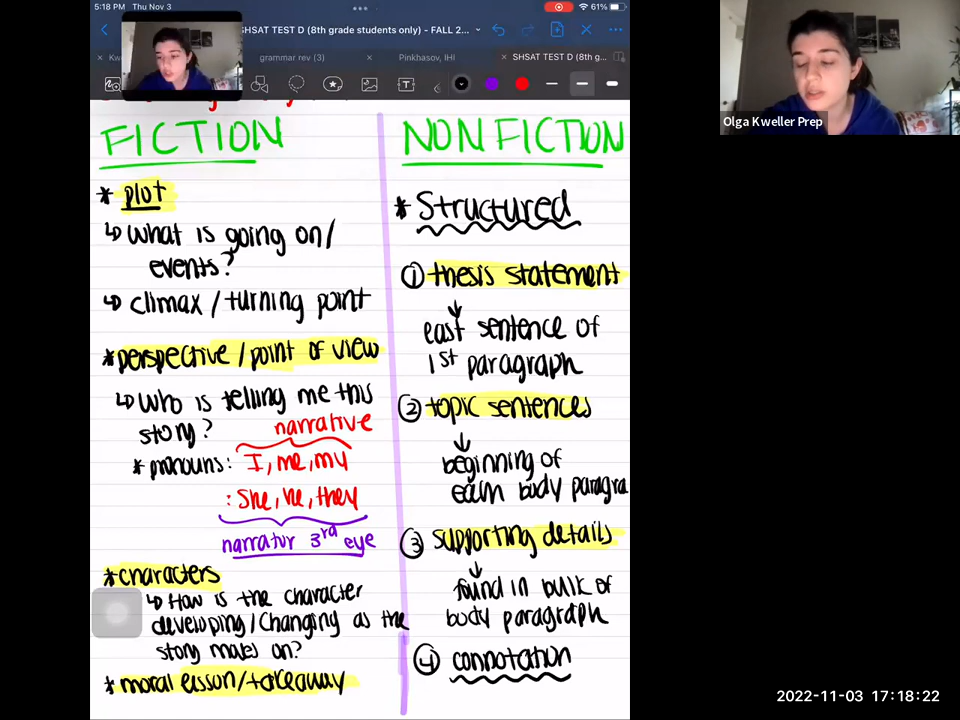 5:18 PM Thu Nov 3
61%
SHSAT TEST D (8th grade students only) - FALL 2...
Kw
grammar rev (3)
Pinkhasov, IHI
SHSAT TEST D (8th g...
Olga Kweller Prep
FICTION
* plot
↳ What is going on/
events?
↳ climax / turning point
* perspective / point of view
↳ Who is telling me this
story?
narrative
* pronouns: I, me, my
: She, he, they
narrator 3rd eye
* characters
↳ How is the character
developing / Changing as the
story moves on?
* moral lesson / takeaway
NONFICTION
* Structured
① thesis statement
↓
last sentence of
1st paragraph
② topic sentences
↓
beginning of
each body paragra
③ supporting details
↓
found in bulk of
body paragraph
④ connotation
2022-11-03 17:18:22